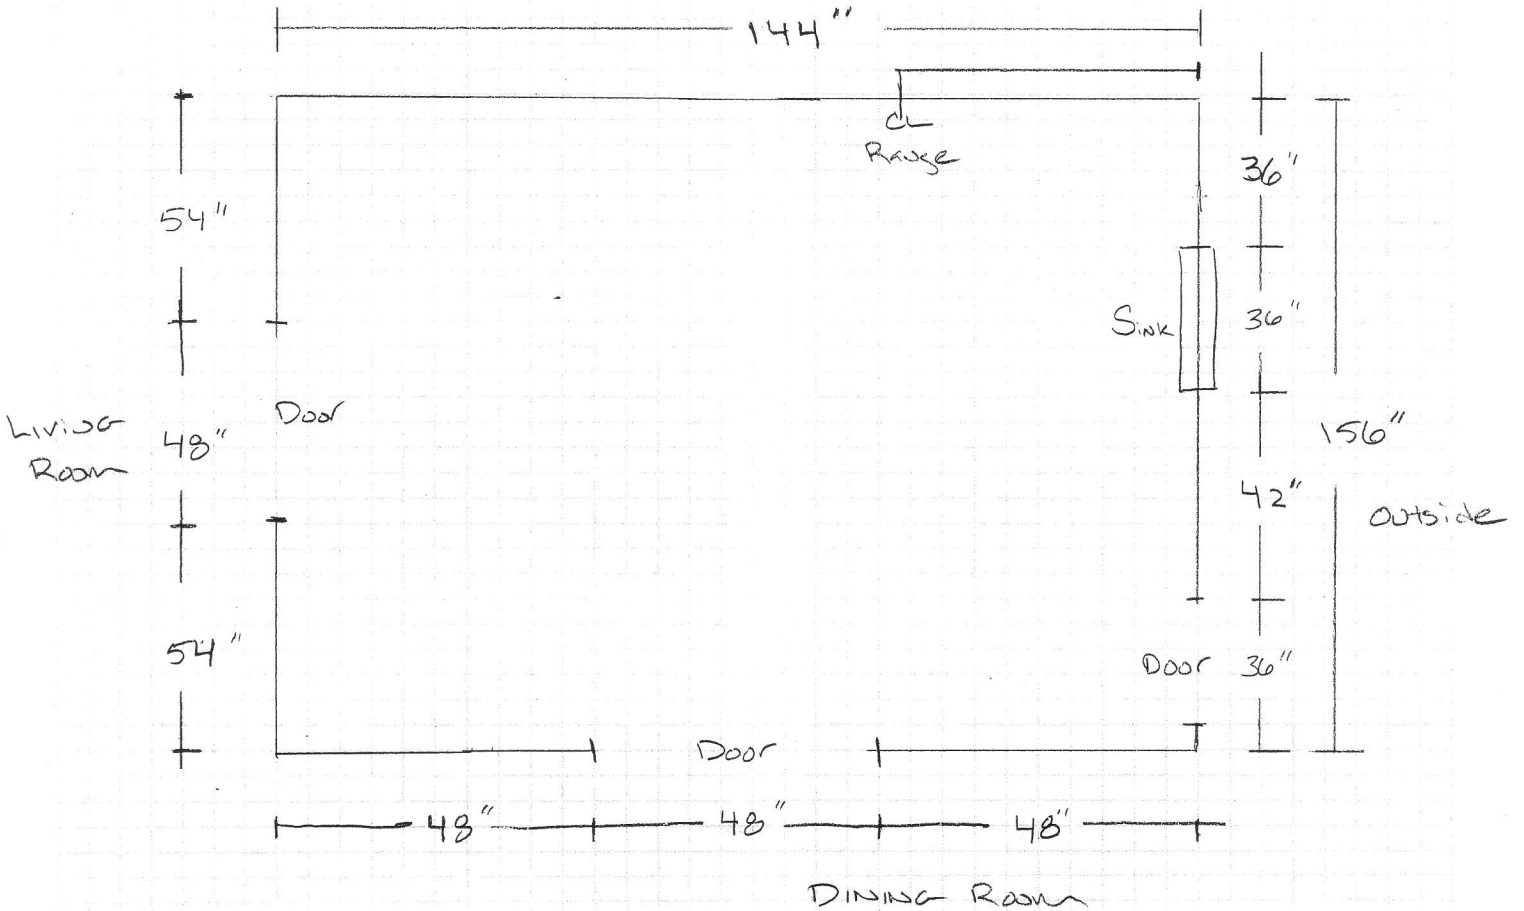 144"
CL
Range
36"
54"
Sink
36"
Door
Living
Room
48"
156"
42"
Outside
54"
Door
36"
Door
48"
48"
48"
Dining Room